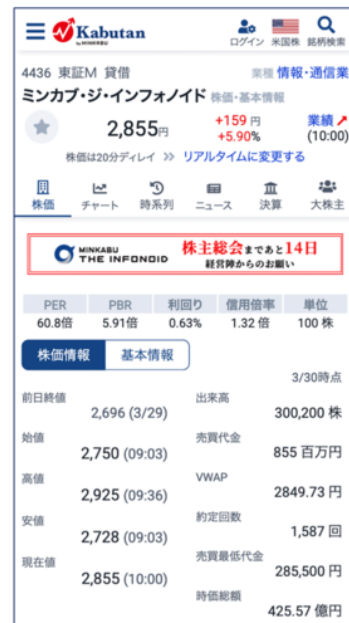 Kabutan
by MINKABU
ログイン 米国株 銘柄検索
4436 東証M 貸借 業種 情報・通信業
ミンカブ・ジ・インフォノイド 株価・基本情報
2,855円 +159 円 +5.90% 業績 (10:00)
株価は20分ディレイ リアルタイムに変更する
株価 チャート 時系列 ニュース 決算 大株主
MINKABU THE INFONOID 株主総会まであと14日
経営陣からのお願い
PER PBR 利回り 信用倍率 単位
60.8倍 5.91倍 0.63% 1.32 倍 100 株
株価情報 基本情報
3/30時点
前日終値 2,696 (3/29)
出来高 300,200 株
始値 2,750 (09:03)
売買代金 855 百万円
高値 2,925 (09:36)
VWAP 2849.73 円
安値 2,728 (09:03)
約定回数 1,587 回
現在値 2,855 (10:00)
売買最低代金 285,500 円
時価総額 425.57 億円